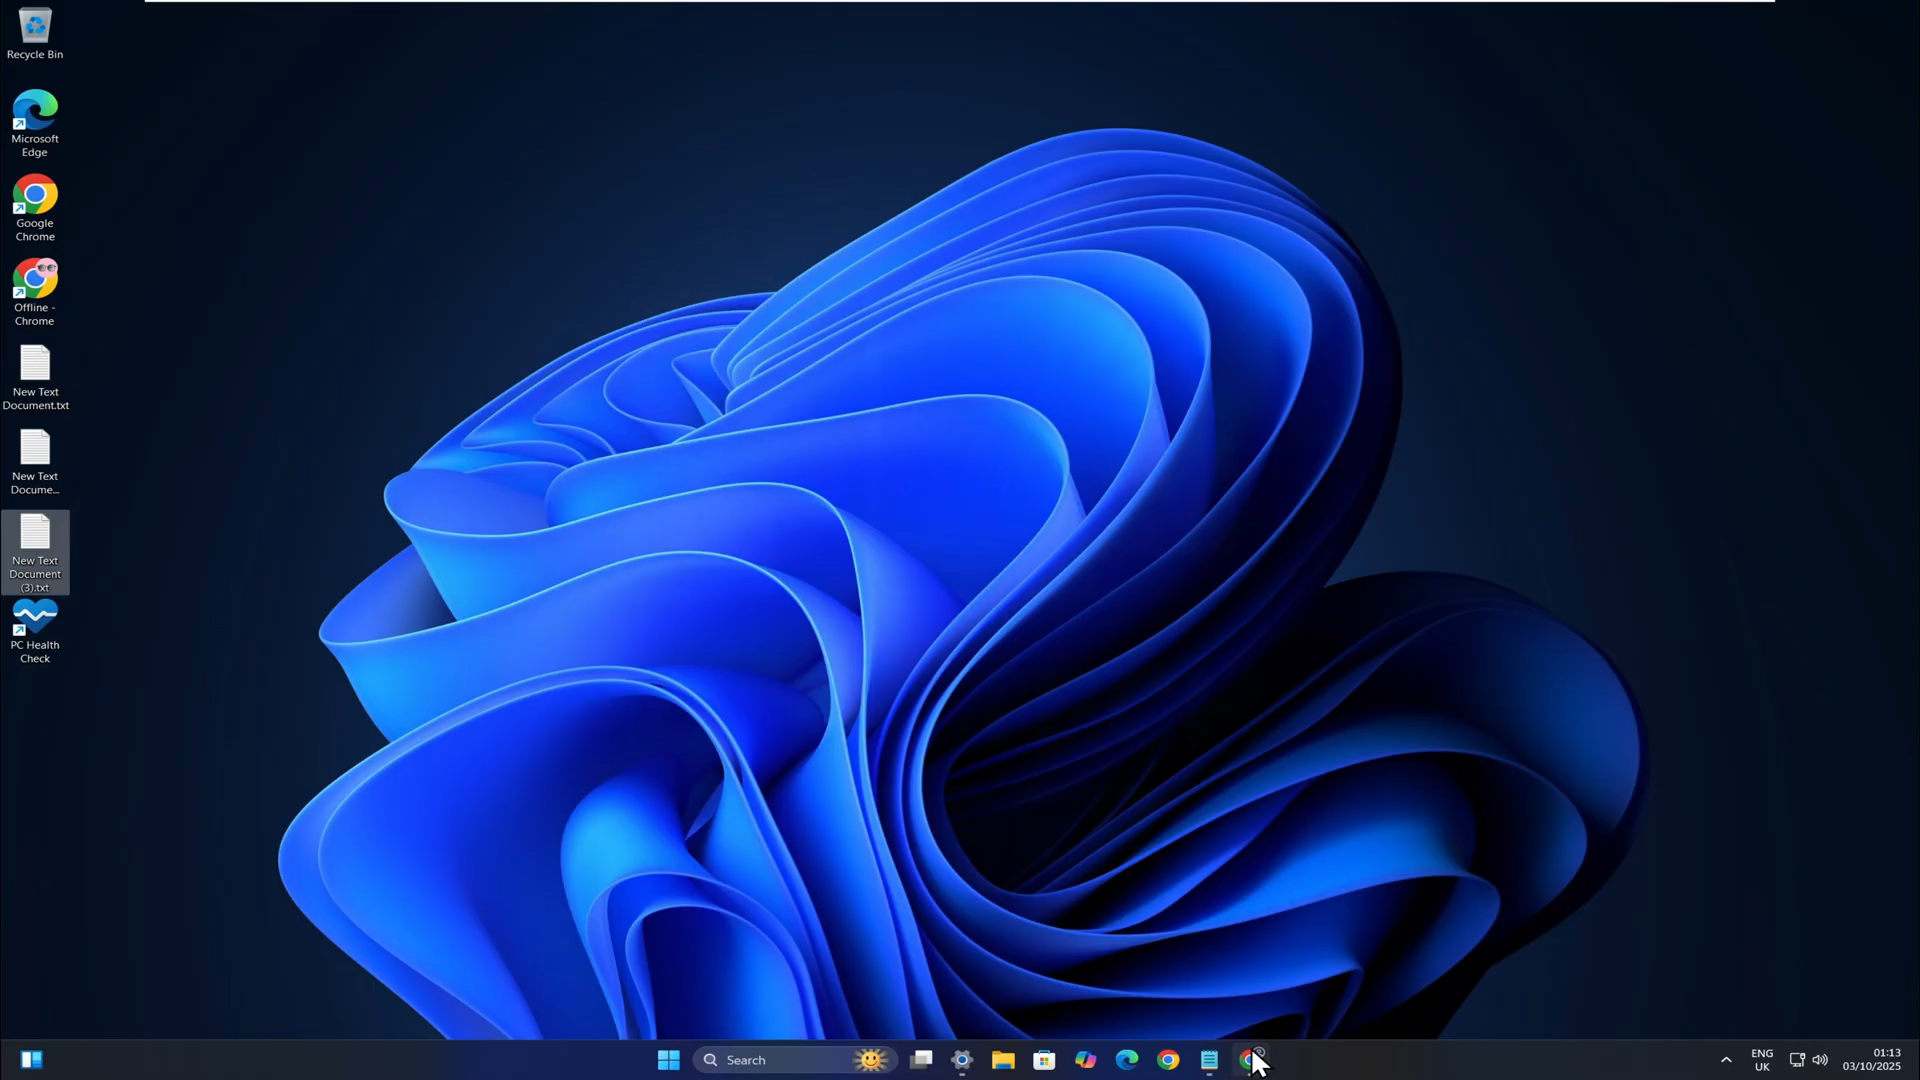 Recycle Bin
Microsoft
Edge
Google
Chrome
Offline -
Chrome
New Text
Document.txt
New Text
Docume...
New Text
Document
(3).txt
PC Health
Check
Search
ENG
UK
01:13
03/10/2025